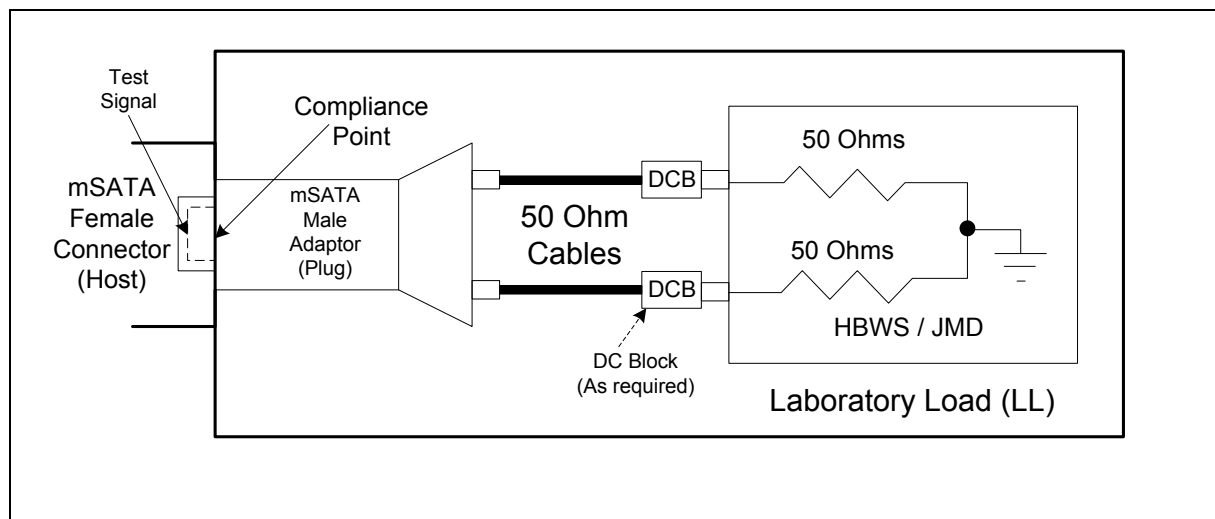 Test
Signal
Compliance
Point
mSATA
Female
Connector
(Host)
mSATA
Male
Adaptor
(Plug)
50 Ohm
Cables
DCB
DCB
DC Block
(As required)
50 Ohms
50 Ohms
HBWS / JMD
Laboratory Load (LL)